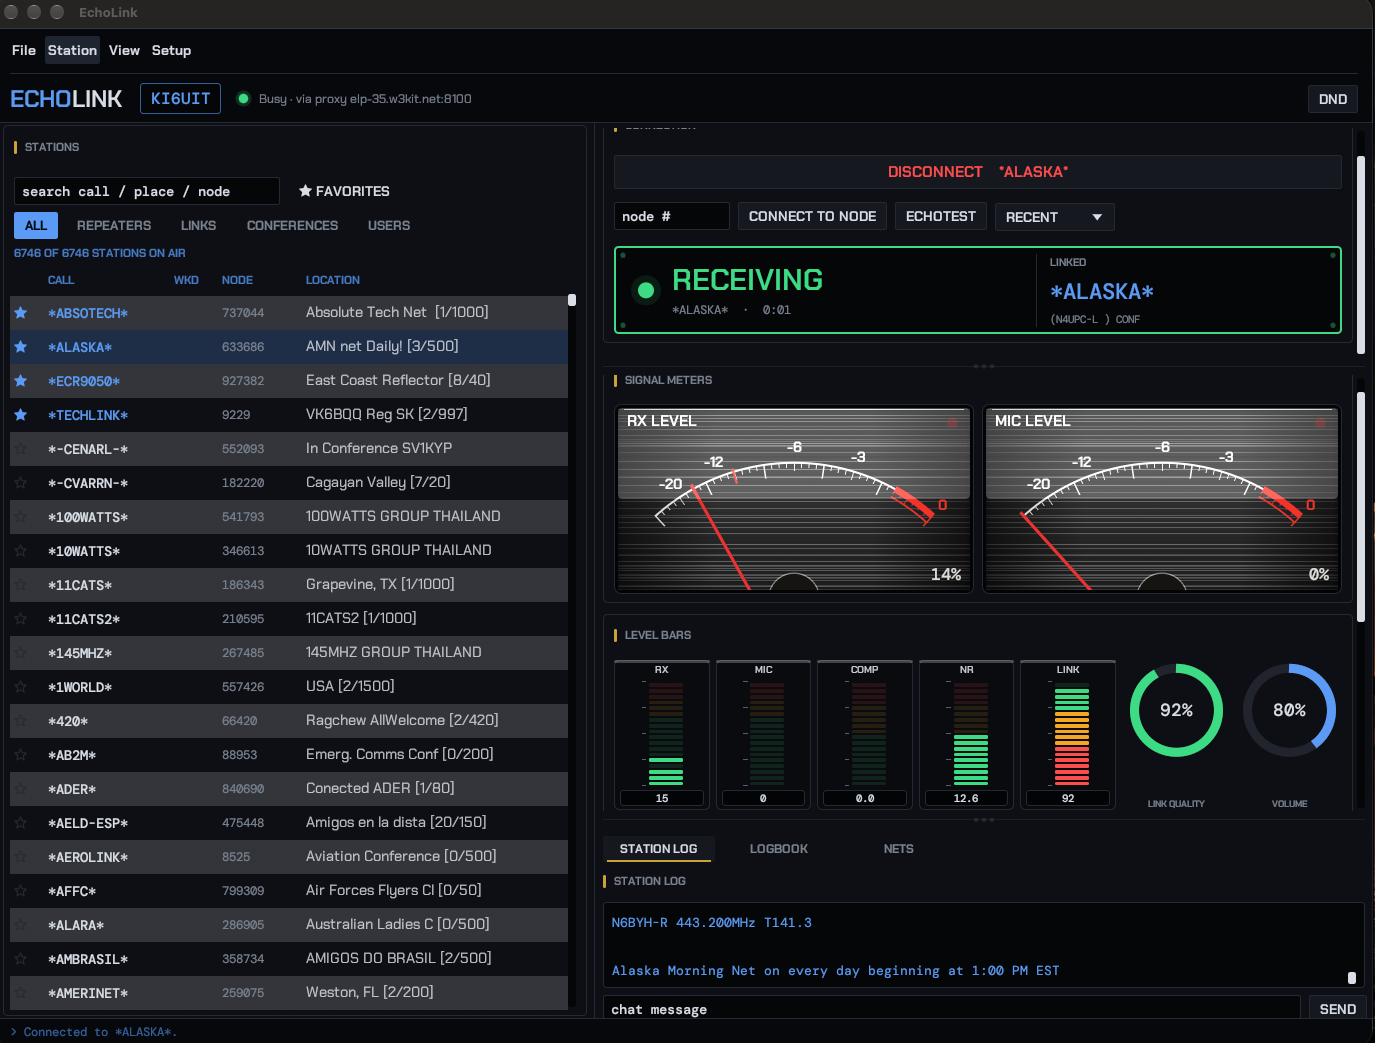 EchoLink
File Station View Setup
ECHOLINK KI6UIT Busy · via proxy elp-35.w3kit.net:8100 DND
STATIONS
search call / place / node ★ FAVORITES
ALL REPEATERS LINKS CONFERENCES USERS
6746 OF 6746 STATIONS ON AIR
CALL WKD NODE LOCATION
*ABSOTECH* 737044 Absolute Tech Net [1/1000]
*ALASKA* 633686 AMN net Daily! [3/500]
*ECR9050* 927382 East Coast Reflector [8/40]
*TECHLINK* 9229 VK6BQQ Reg SK [2/997]
*-CENARL-* 552093 In Conference SV1KYP
*-CVARRN-* 182220 Cagayan Valley [7/20]
*100WATTS* 541793 100WATTS GROUP THAILAND
*10WATTS* 346613 10WATTS GROUP THAILAND
*11CATS* 186343 Grapevine, TX [1/1000]
*11CATS2* 210595 11CATS2 [1/1000]
*145MHZ* 267485 145MHZ GROUP THAILAND
*1WORLD* 557426 USA [2/1500]
*420* 66420 Ragchew AllWelcome [2/420]
*AB2M* 88953 Emerg. Comms Conf [0/200]
*ADER* 840690 Conected ADER [1/80]
*AELD-ESP* 475448 Amigos en la dista [20/150]
*AEROLINK* 8525 Aviation Conference [0/500]
*AFFC* 799309 Air Forces Flyers Cl [0/50]
*ALARA* 286905 Australian Ladies C [0/500]
*AMBRASIL* 358734 AMIGOS DO BRASIL [2/500]
*AMERINET* 259075 Weston, FL [2/200]
> Connected to *ALASKA*.
CONNECTION
DISCONNECT *ALASKA*
node # CONNECT TO NODE ECHOTEST RECENT ▼
RECEIVING
*ALASKA* · 0:01
LINKED
*ALASKA*
(N4UPC-L ) CONF
SIGNAL METERS
RX LEVEL
-20 -12 -6 -3 0
14%
MIC LEVEL
-20 -12 -6 -3 0
0%
LEVEL BARS
RX MIC COMP NR LINK
92% 80%
15 0 0.0 12.6 92
LINK QUALITY VOLUME
STATION LOG LOGBOOK NETS
STATION LOG
N6BYH-R 443.200MHz T141.3
Alaska Morning Net on every day beginning at 1:00 PM EST
chat message SEND